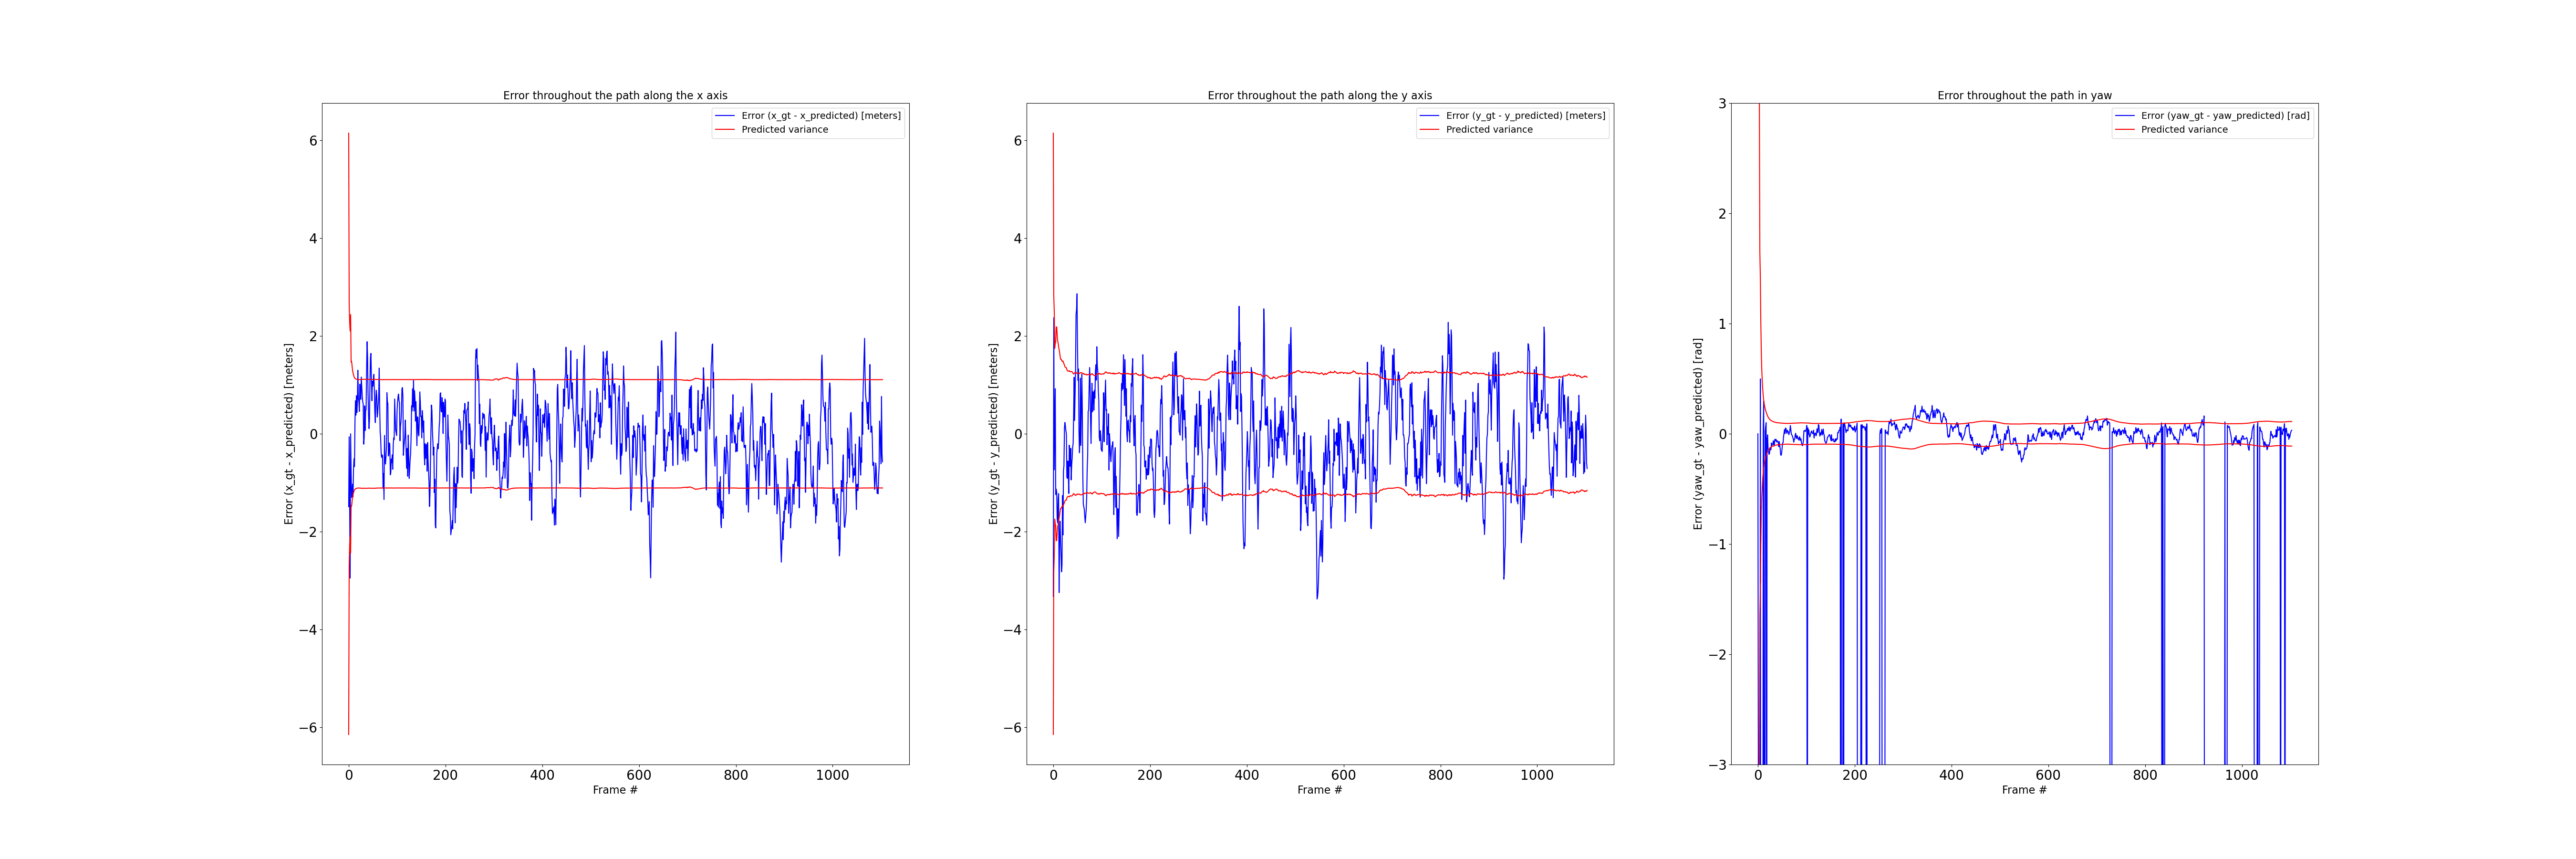 Error throughout the path along the x axis
Error (x_gt - x_predicted) [meters]
Predicted variance
6
4
2
0
−2
−4
−6
Error (x_gt - x_predicted) [meters]
0 200 400 600 800 1000
Frame #
Error throughout the path along the y axis
Error (y_gt - y_predicted) [meters]
Predicted variance
6
4
2
0
−2
−4
−6
Error (y_gt - y_predicted) [meters]
0 200 400 600 800 1000
Frame #
Error throughout the path in yaw
Error (yaw_gt - yaw_predicted) [rad]
Predicted variance
3
2
1
0
−1
−2
−3
Error (yaw_gt - yaw_predicted) [rad]
0 200 400 600 800 1000
Frame #